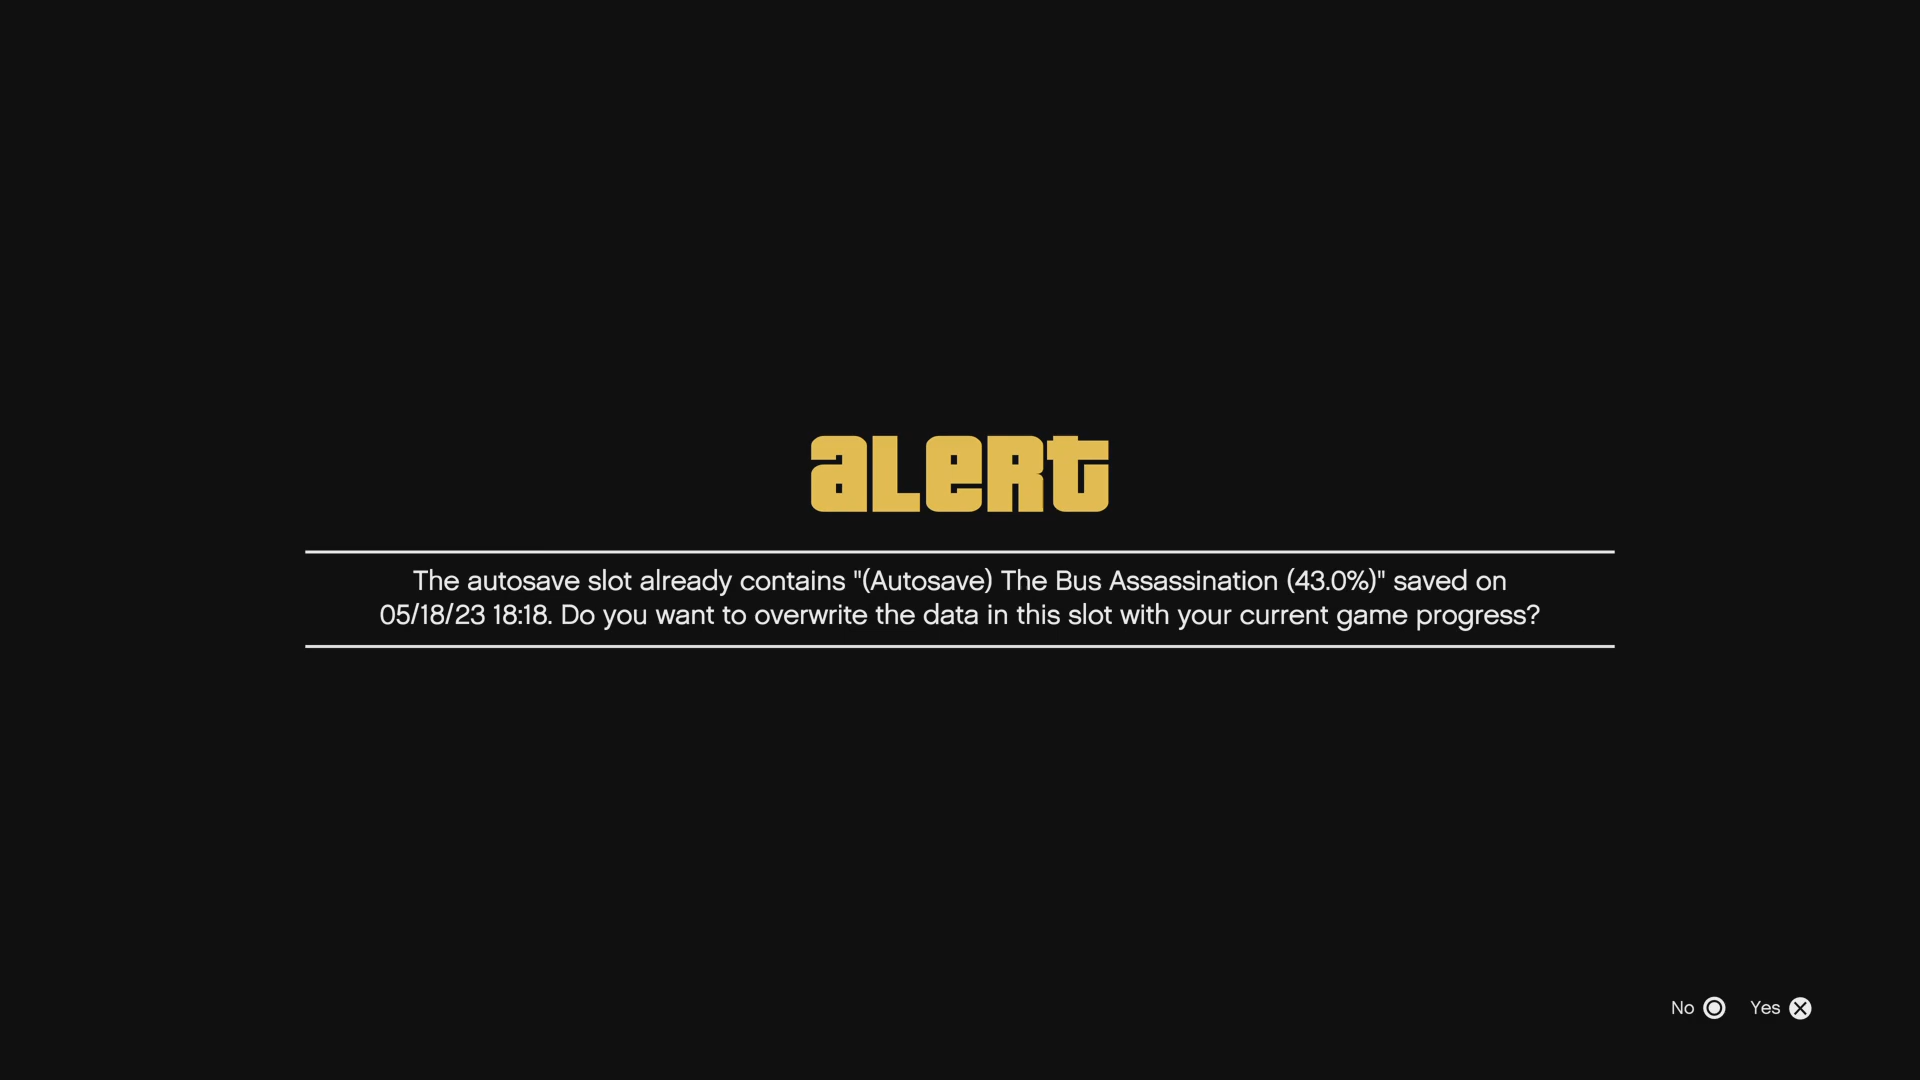 aLeRt
The autosave slot already contains "(Autosave) The Bus Assassination (43.0%)" saved on
05/18/23 18:18. Do you want to overwrite the data in this slot with your current game progress?
No Yes